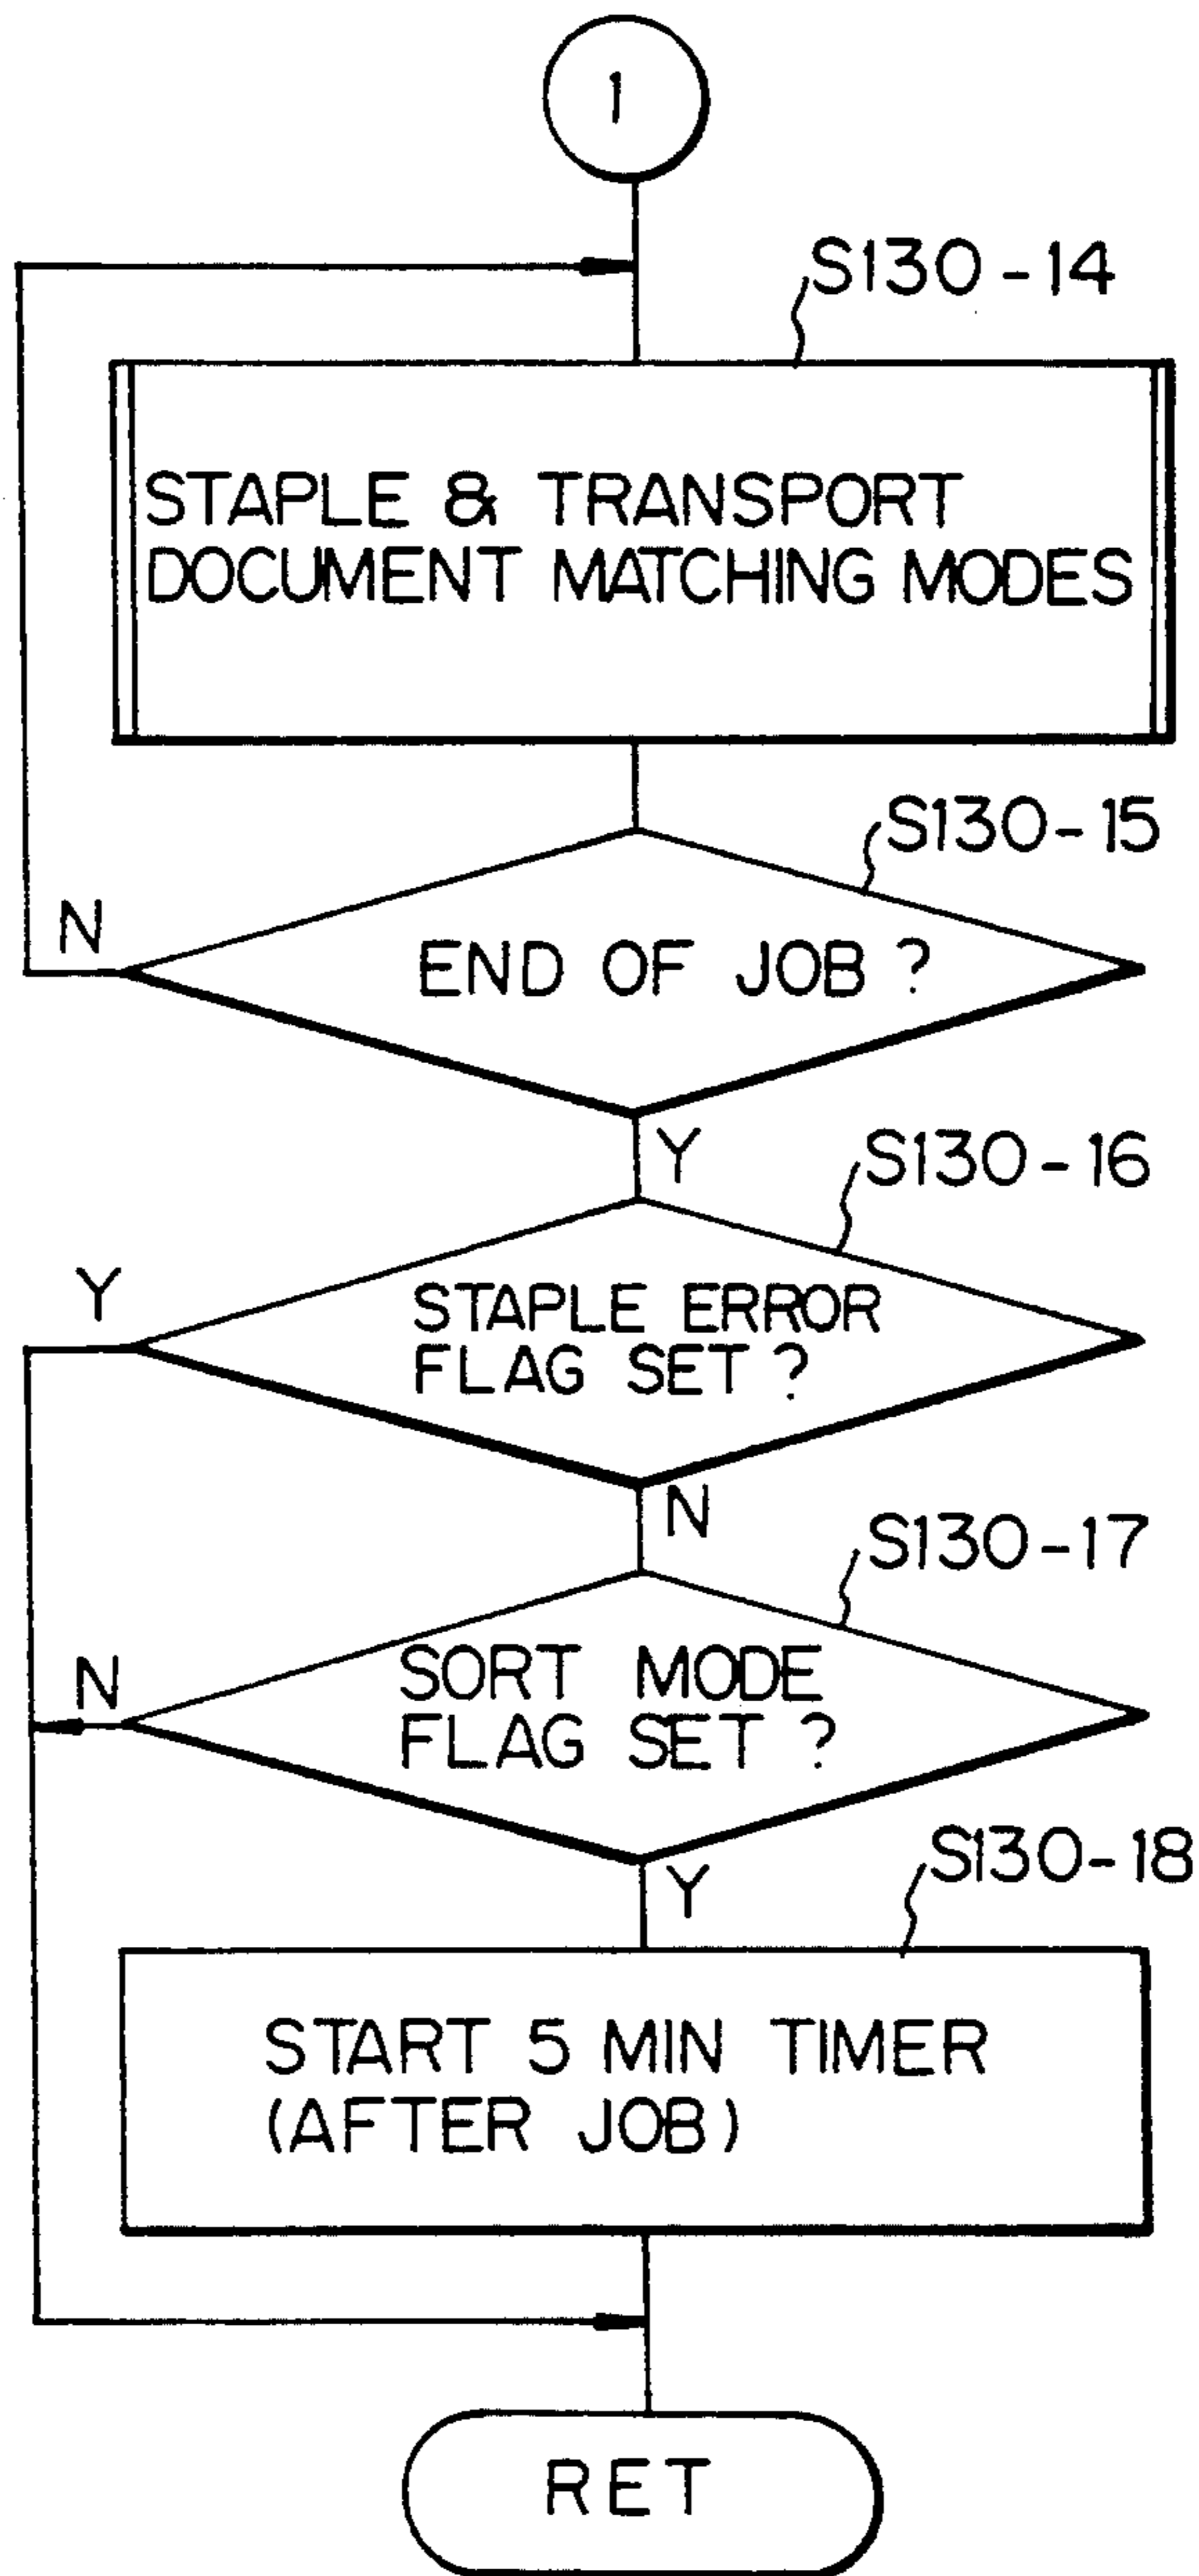 1
S130-14
STAPLE & TRANSPORT
DOCUMENT MATCHING MODES
S130-15
N
END OF JOB ?
Y
S130-16
Y
STAPLE ERROR
FLAG SET ?
N
S130-17
N
SORT MODE
FLAG SET ?
Y
S130-18
START 5 MIN TIMER
(AFTER JOB)
RET